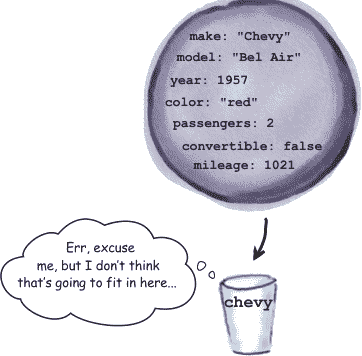 make: "Chevy"
model: "Bel Air"
year: 1957
color: "red"
passengers: 2
convertible: false
mileage: 1021
Err, excuse
me, but I don't think
that's going to fit in here...
chevy